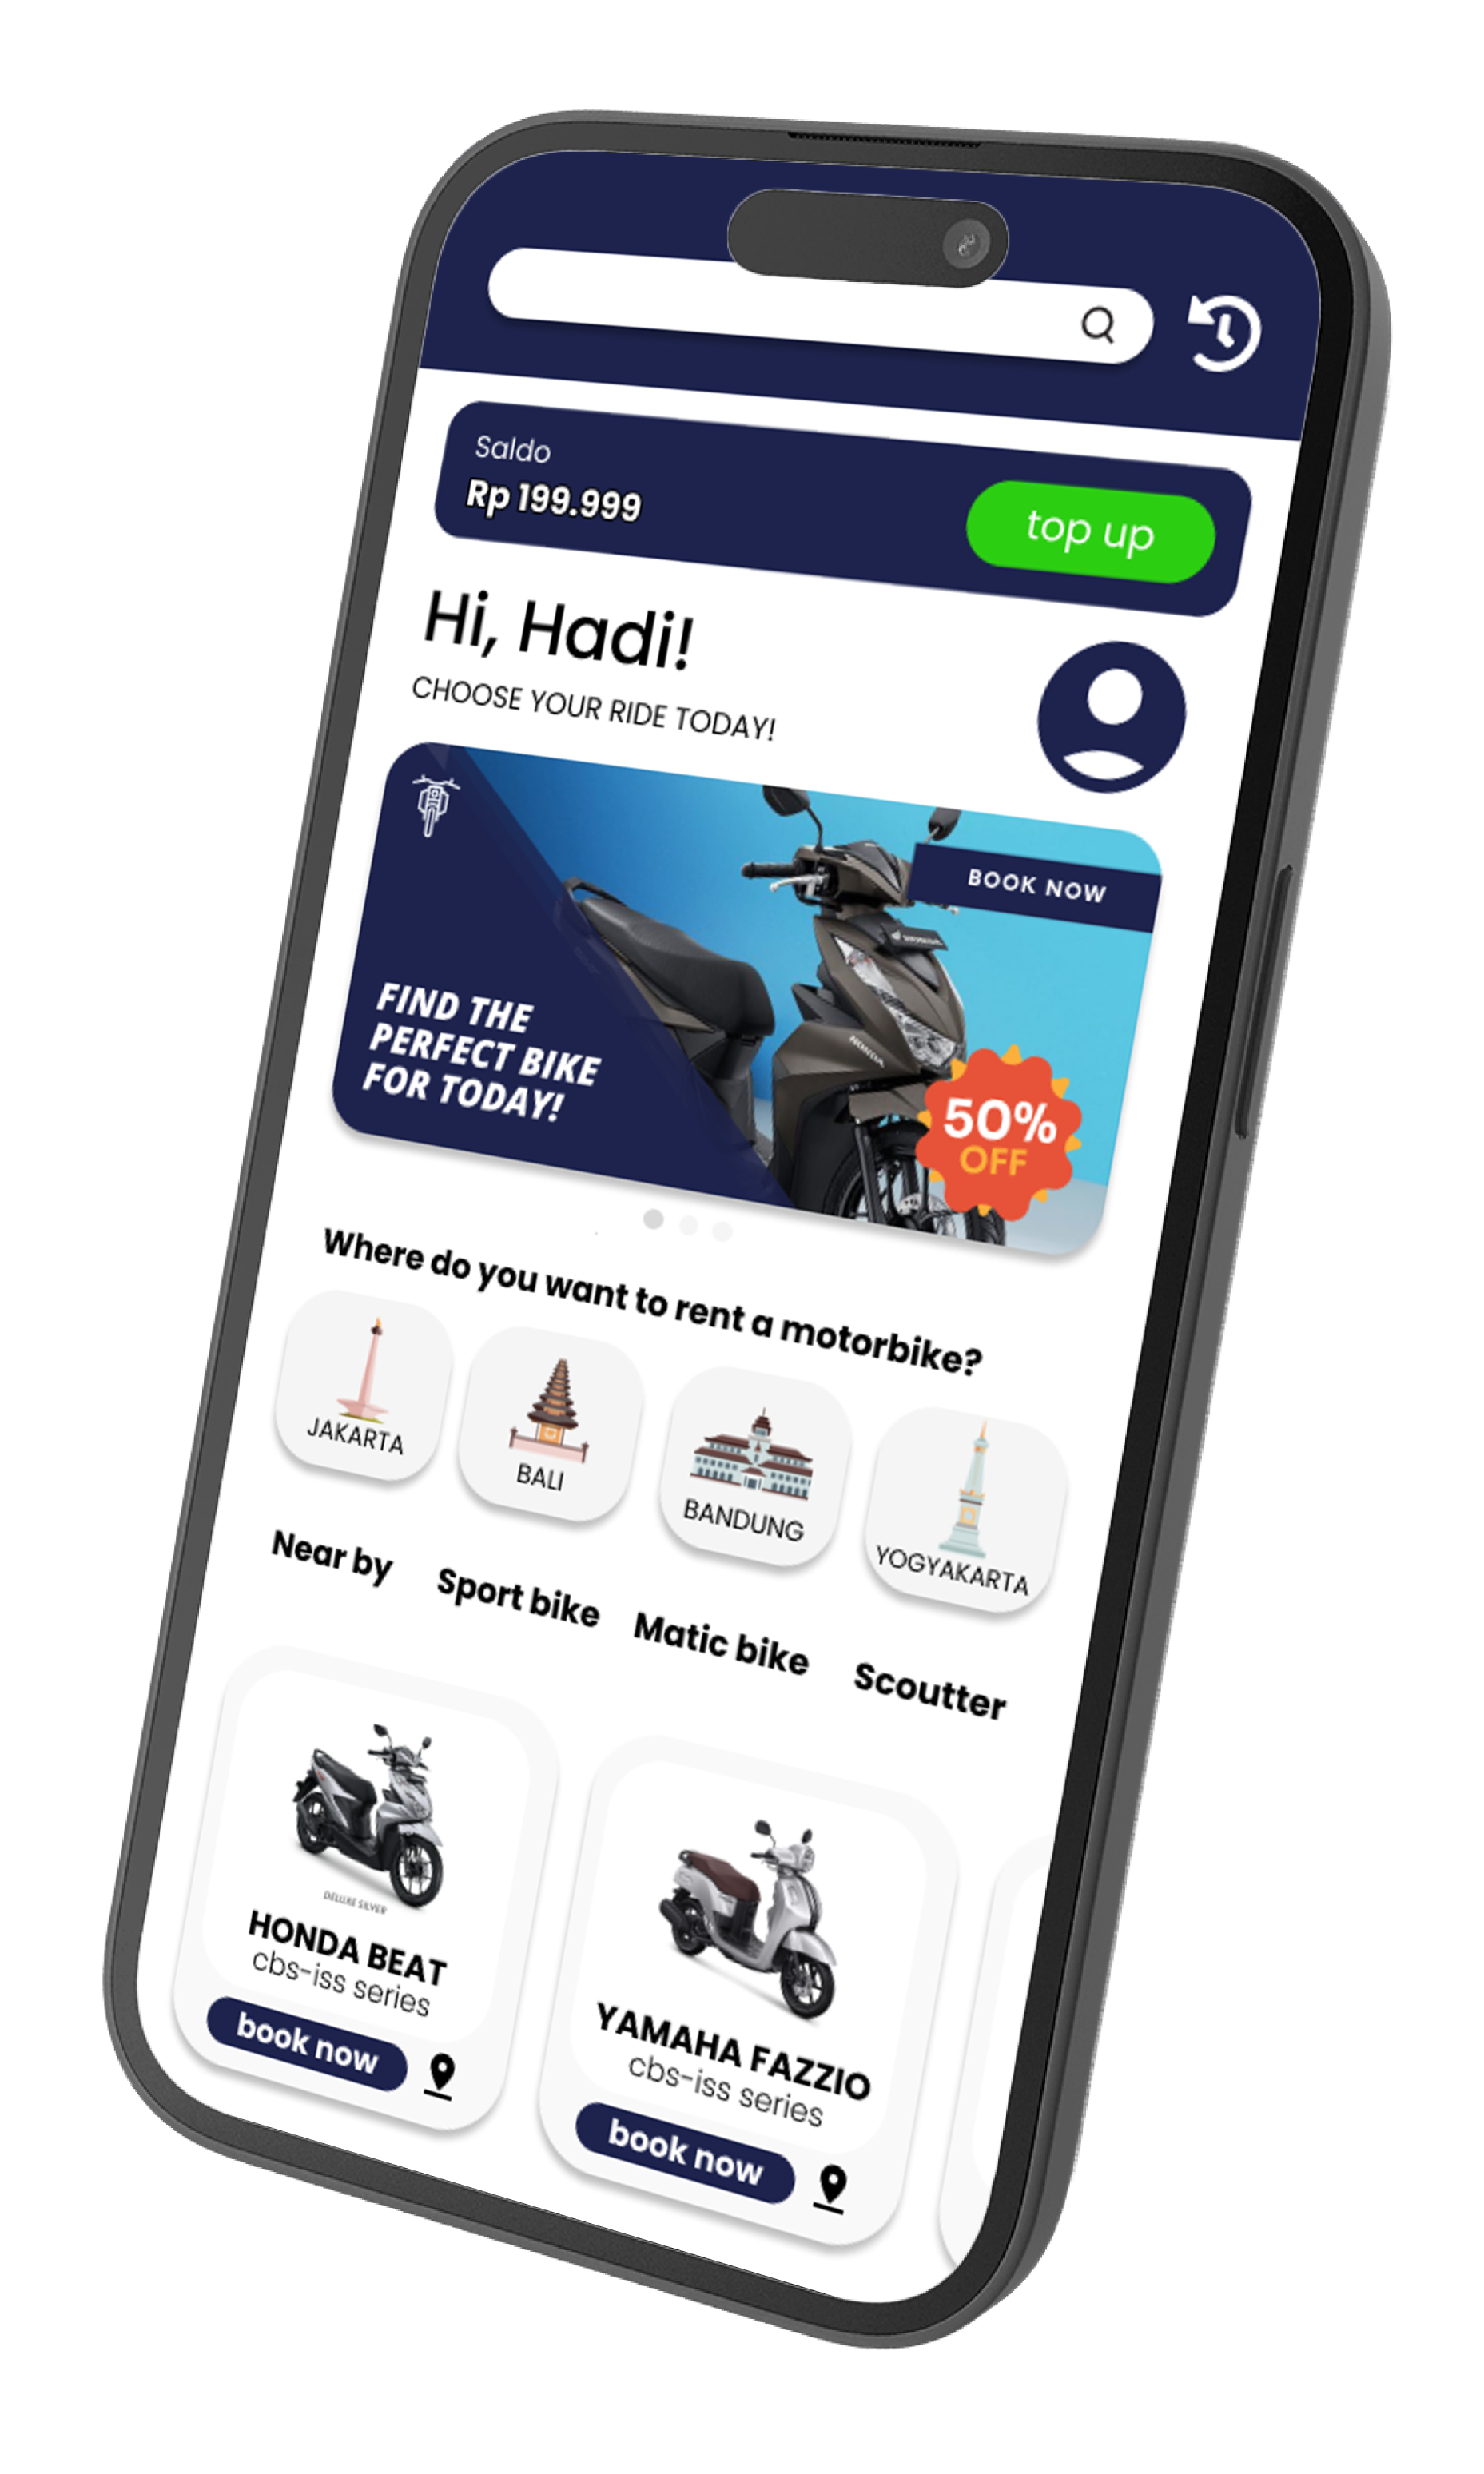 Saldo
Rp 199.999
top up
Hi, Hadi!
CHOOSE YOUR RIDE TODAY!
BOOK NOW
HONDA
HONDA
FIND THE
PERFECT BIKE
FOR TODAY!
50%
OFF
Where do you want to rent a motorbike?
JAKARTA
BALI
BANDUNG
YOGYAKARTA
Near by
Sport bike
Matic bike
Scoutter
DELUXE SILVER
HONDA BEAT
cbs-iss series
book now
YAMAHA FAZZIO
cbs-iss series
book now